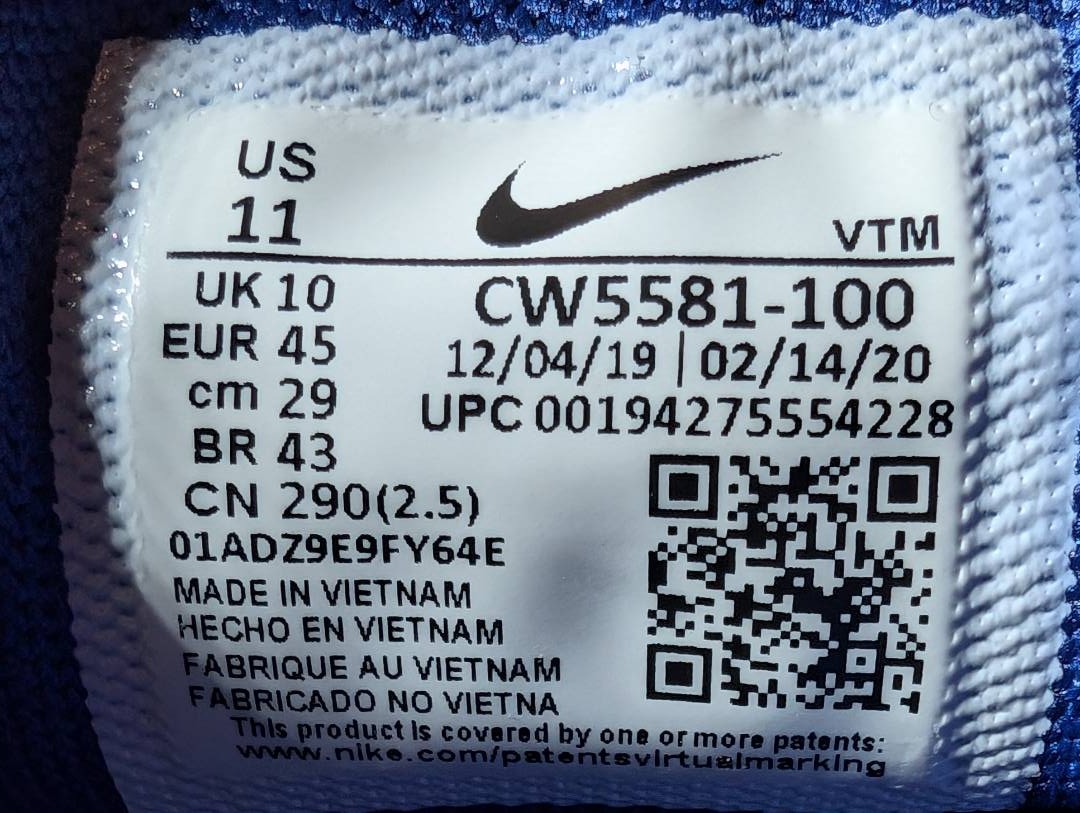 US
11
VTM
UK 10
EUR 45
cm 29
BR 43
CN 290(2.5)
CW5581-100
12/04/19 | 02/14/20
UPC 00194275554228
01ADZ9E9FY64E
MADE IN VIETNAM
HECHO EN VIETNAM
FABRIQUE AU VIETNAM
FABRICADO NO VIETNA
This product is covered by one or more patents:
www.nike.com/patentsvirtualmarking